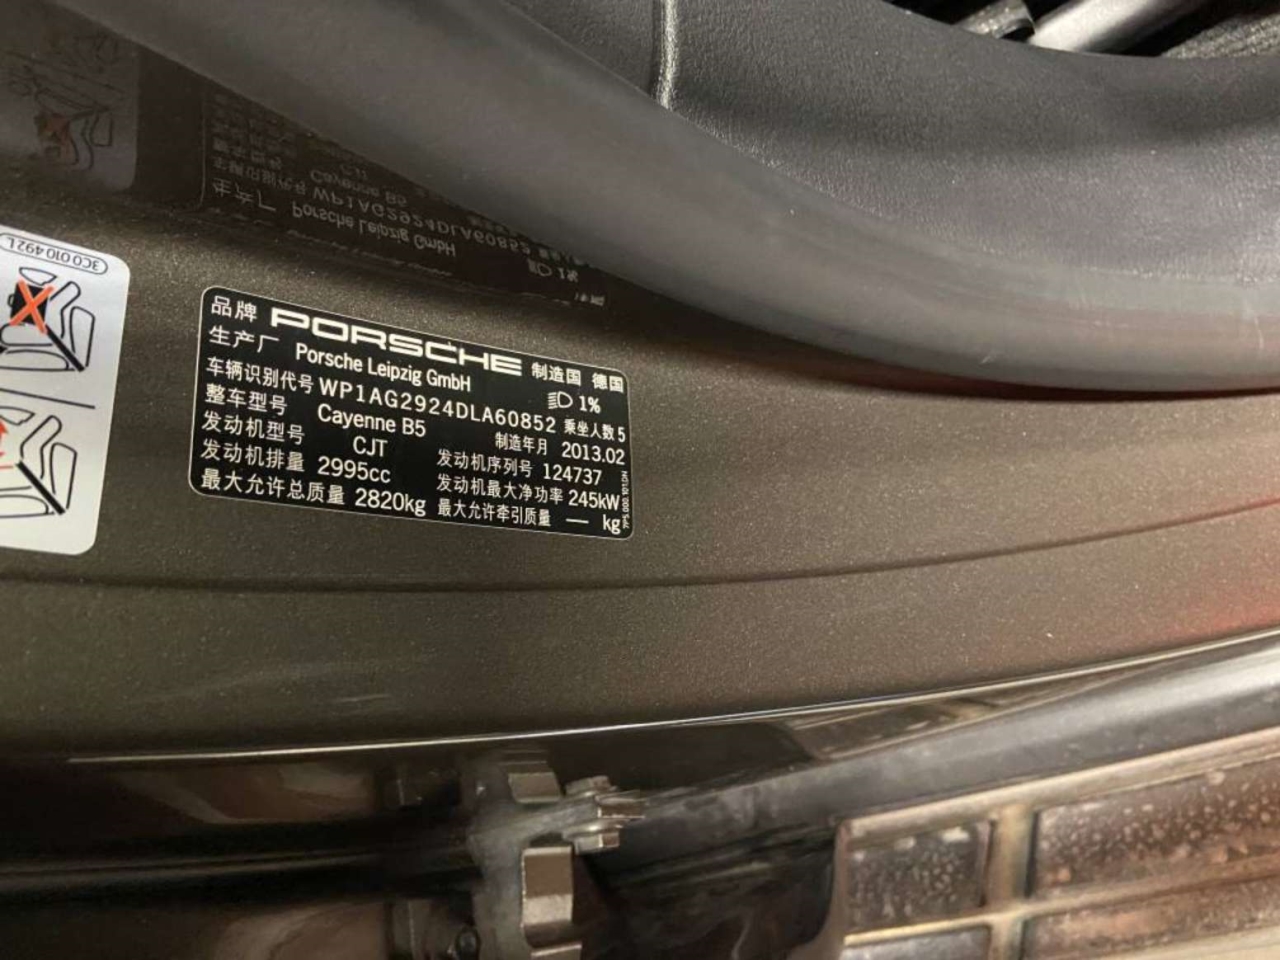 3C0 010 492L
品牌 PORSCHE 制造国 德国
生产厂 Porsche Leipzig GmbH 1%
车辆识别代号 WP1AG2924DLA60852 乘坐人数 5
整车型号 Cayenne B5 制造年月 2013.02
发动机型号 CJT 发动机序列号 124737
发动机排量 2995cc 发动机最大净功率 245kW
最大允许总质量 2820kg 最大允许牵引质量 — kg
7P5.000.101.DN